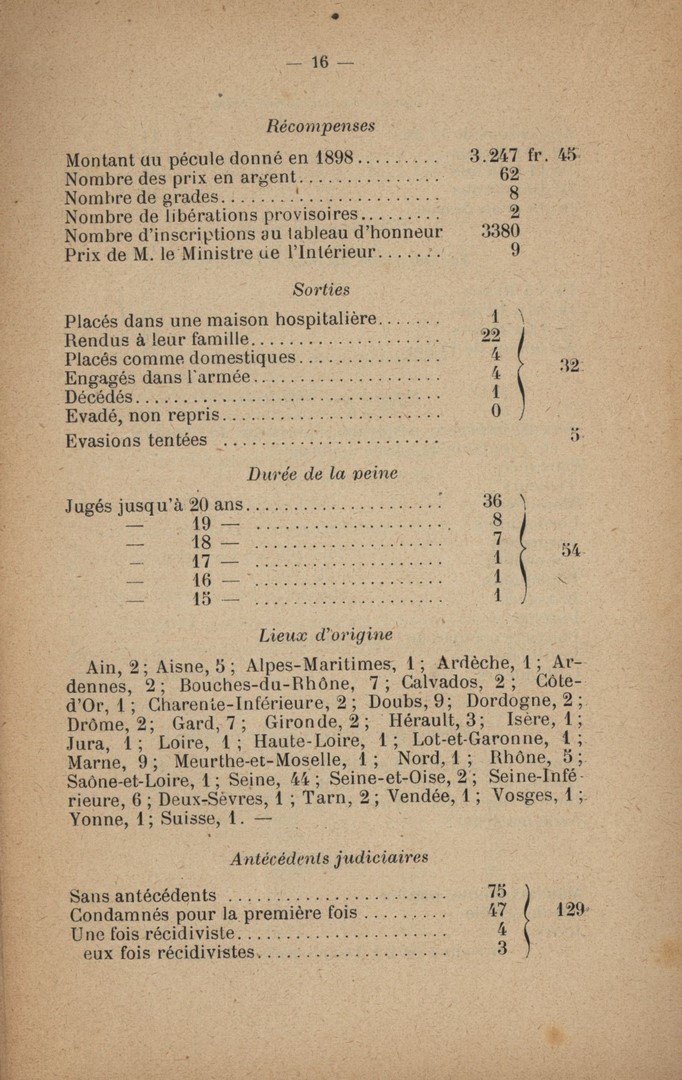 — 16 —
Récompenses
Montant du pécule donné en 1898......... 3.247 fr. 45
Nombre des prix en argent............... 62
Nombre de grades....................... 8
Nombre de libérations provisoires......... 2
Nombre d'inscriptions au tableau d'honneur 3380
Prix de M. le Ministre de l'Intérieur....... 9
Sorties
Placés dans une maison hospitalière....... 1
Rendus à leur famille.................... 22
Placés comme domestiques............... 4
32
Engagés dans l'armée.................... 4
Décédés................................ 1
Evadé, non repris....................... 0
Evasions tentées ....................... 5
Durée de la peine
Jugés jusqu'à 20 ans..................... 36
— 19 — .................... 8
— 18 — .................... 7
54
— 17 — .................... 1
— 16 — .................... 1
— 15 — .................... 1
Lieux d'origine
Ain, 2; Aisne, 5; Alpes-Maritimes, 1; Ardèche, 1; Ar-
dennes, 2; Bouches-du-Rhône, 7; Calvados, 2; Côte-
d'Or, 1; Charente-Inférieure, 2; Doubs, 9; Dordogne, 2;
Drôme, 2; Gard, 7; Gironde, 2; Hérault, 3; Isère, 1;
Jura, 1; Loire, 1; Haute-Loire, 1; Lot-et-Garonne, 1;
Marne, 9; Meurthe-et-Moselle, 1; Nord, 1; Rhône, 5;
Saône-et-Loire, 1; Seine, 44; Seine-et-Oise, 2; Seine-Infé-
rieure, 6; Deux-Sèvres, 1; Tarn, 2; Vendée, 1; Vosges, 1;
Yonne, 1; Suisse, 1. —
Antécédents judiciaires
Sans antécédents ....................... 75
Condamnés pour la première fois ......... 47 129
Une fois récidiviste...................... 4
eux fois récidivistes..................... 3